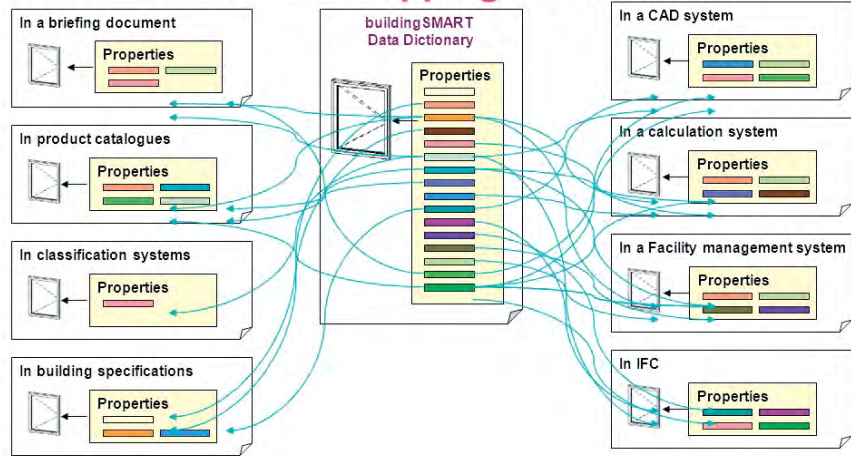 In a briefing document
Properties
In product catalogues
Properties
In classification systems
Properties
In building specifications
Properties
buildingSMART
Data Dictionary
Properties
In a CAD system
Properties
In a calculation system
Properties
In a Facility management system
Properties
In IFC
Properties